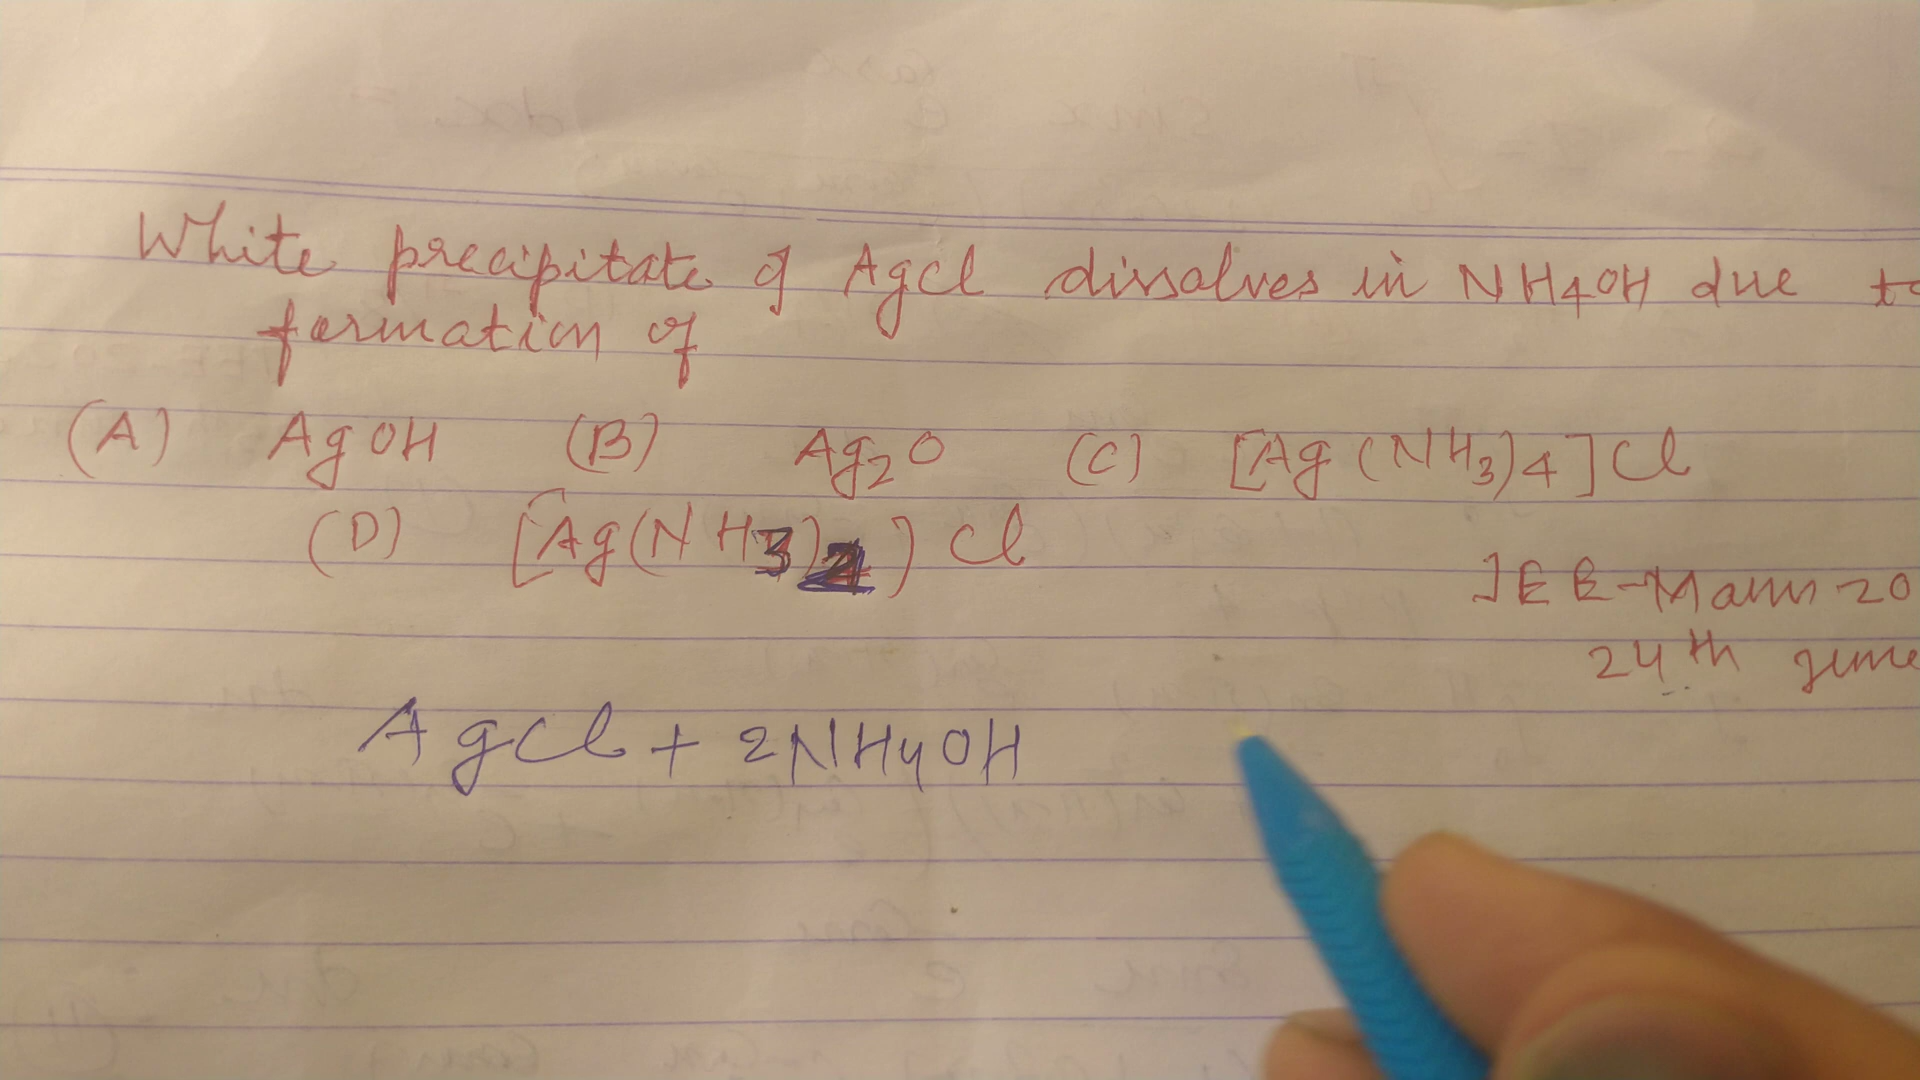 White precipitate of AgCl dissolves in NH4OH due to
formation of
(A) AgOH (B) Ag2O (C) [Ag(NH3)4]Cl
(D) [Ag(NH3)2]Cl
JEE-Mains 20
24th June
AgCl + 2NH4OH